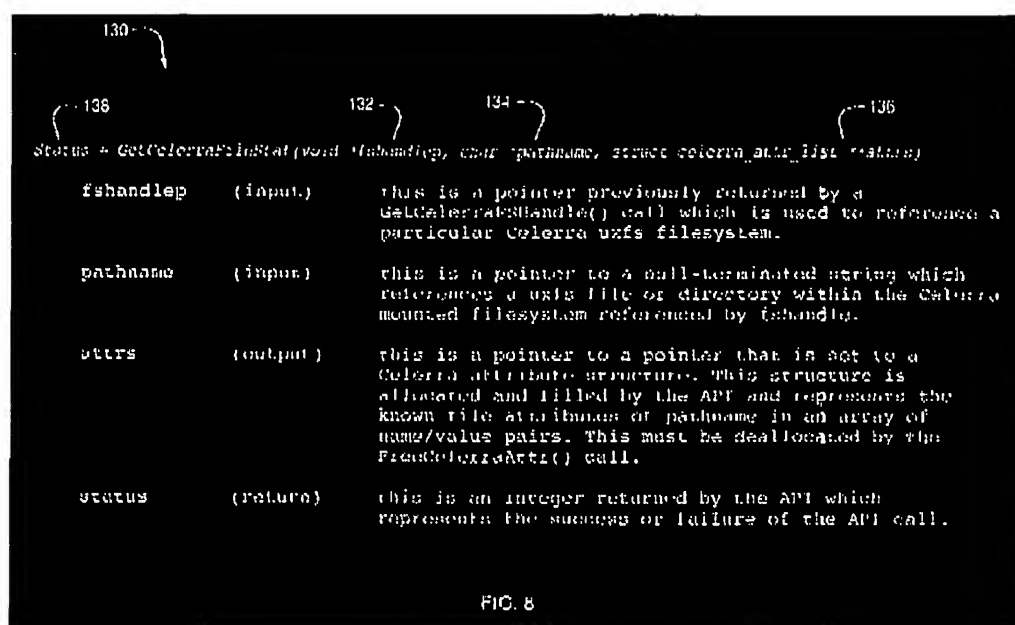 130
138 132 134 136
Status = GetCelerraFileStat(void *fshandlep, char *pathname, struct celerra_attr_list **attrs)
fshandlep (input) this is a pointer previously returned by a
GetCelerraFSHandle() call which is used to reference a
particular Celerra uxfs filesystem.
pathname (input) this is a pointer to a null-terminated string which
references a uxfs file or directory within the Celerra
mounted filesystem referenced by fshandle.
attrs (output) this is a pointer to a pointer that is set to a
Celerra attribute structure. This structure is
allocated and filled by the API and represents the
known file attributes of pathname in an array of
name/value pairs. This must be deallocated by the
FreeCelerraAttr() call.
status (return) this is an integer returned by the API which
represents the success or failure of the API call.
FIG. 8